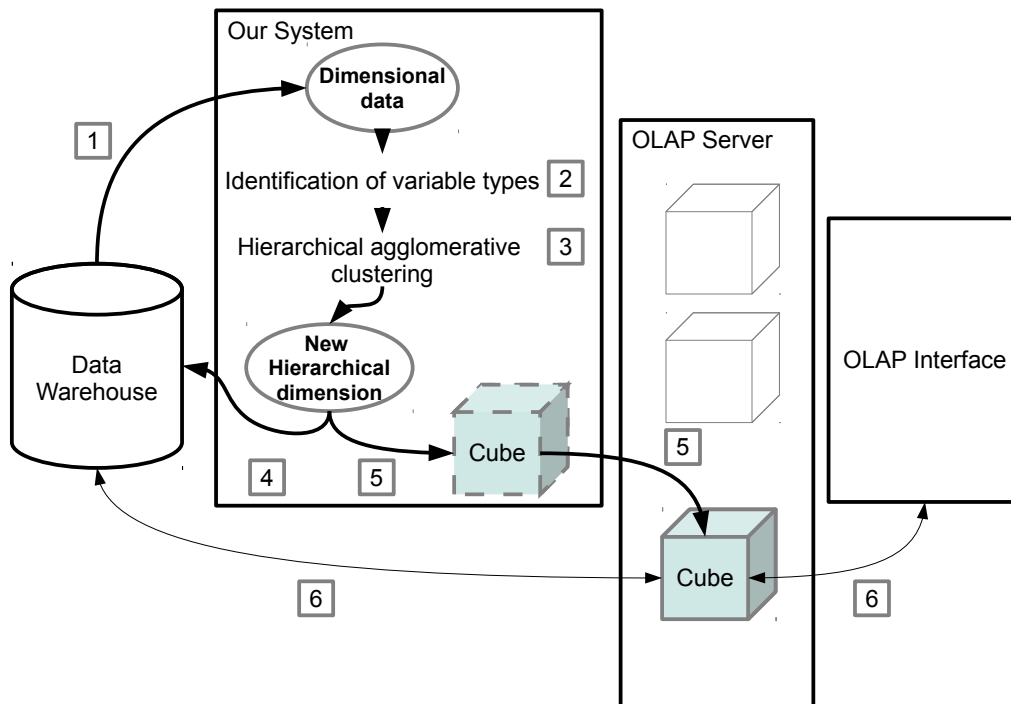 Our System
Dimensional
data
1
Identification of variable types
2
Hierarchical agglomerative
clustering
3
New
Hierarchical
dimension
Data
Warehouse
Cube
4
5
OLAP Server
5
Cube
OLAP Interface
6
6